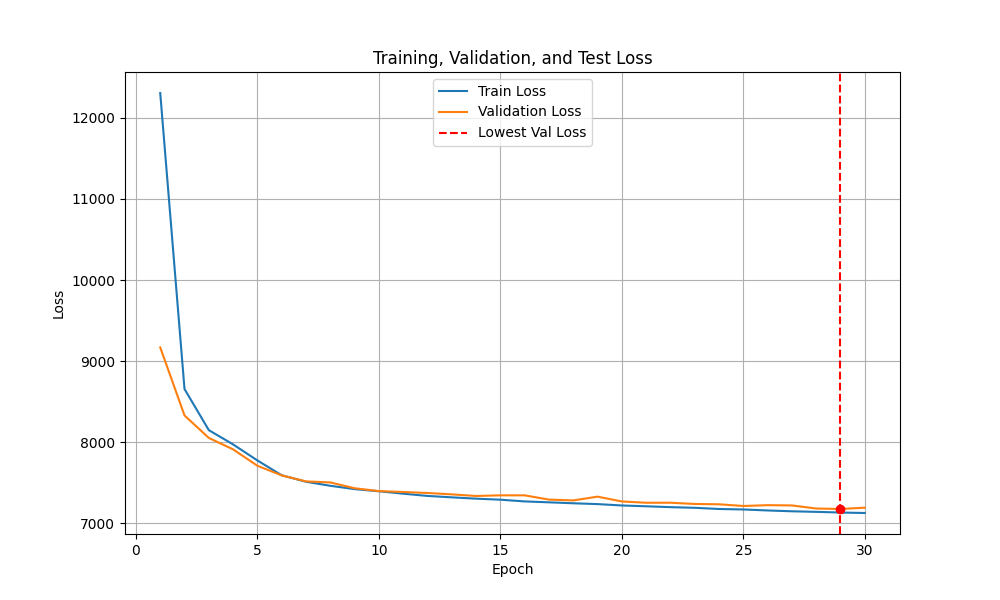 Training, Validation, and Test Loss
Train Loss
Validation Loss
Lowest Val Loss
12000
11000
10000
9000
8000
7000
Loss
0 5 10 15 20 25 30
Epoch